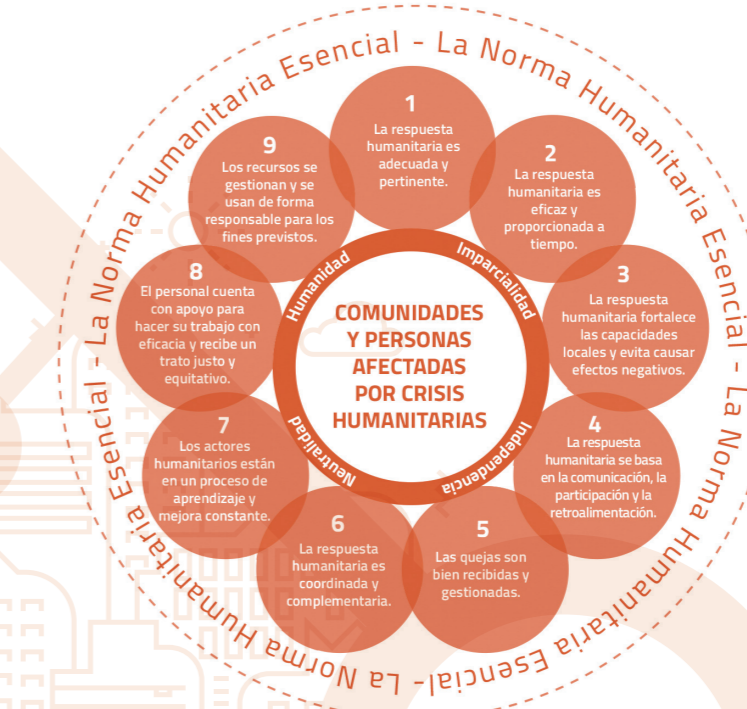 La Norma Humanitaria Esencial - La Norma Humanitaria Esencial - La Norma Humanitaria Esencial - La Norma Humanitaria Esencial -
1
La respuesta
humanitaria es
adecuada y
pertinente.
2
La respuesta
humanitaria es
eficaz y
proporcionada a
tiempo.
3
La respuesta
humanitaria fortalece
las capacidades
locales y evita causar
efectos negativos.
4
La respuesta
humanitaria se basa
en la comunicación, la
participación y la
retroalimentación.
5
Las quejas son
bien recibidas y
gestionadas.
6
La respuesta
humanitaria es
coordinada y
complementaria.
7
Los actores
humanitarios están
en un proceso de
aprendizaje y
mejora constante.
8
El personal cuenta
con apoyo para
hacer su trabajo con
eficacia y recibe un
trato justo y
equitativo.
9
Los recursos se
gestionan y se
usan de forma
responsable para los
fines previstos.
Humanidad
Imparcialidad
Independencia
Neutralidad
COMUNIDADES
Y PERSONAS
AFECTADAS
POR CRISIS
HUMANITARIAS